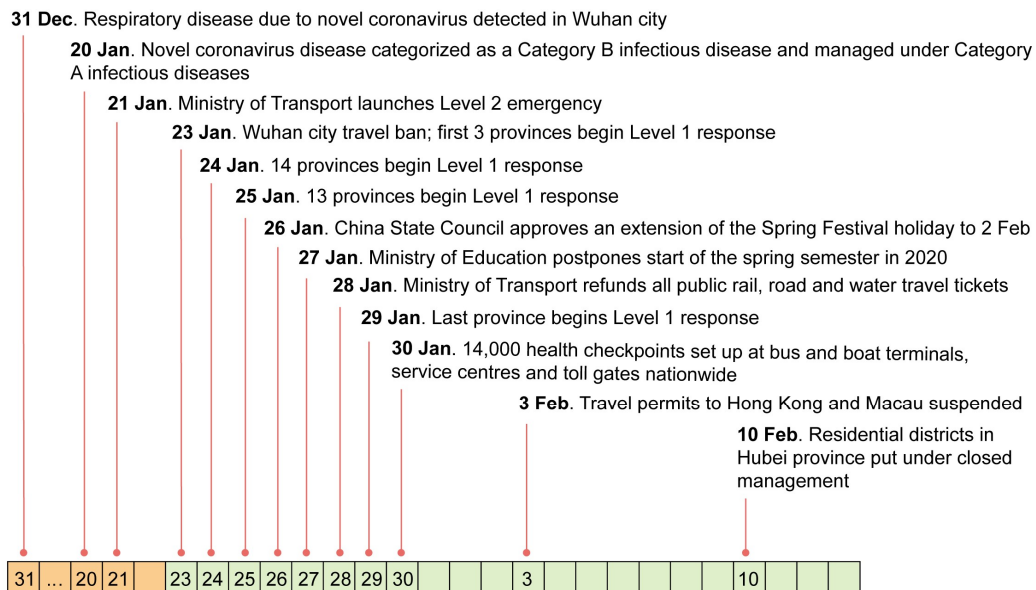 31 Dec. Respiratory disease due to novel coronavirus detected in Wuhan city
20 Jan. Novel coronavirus disease categorized as a Category B infectious disease and managed under Category
A infectious diseases
21 Jan. Ministry of Transport launches Level 2 emergency
23 Jan. Wuhan city travel ban; first 3 provinces begin Level 1 response
24 Jan. 14 provinces begin Level 1 response
25 Jan. 13 provinces begin Level 1 response
26 Jan. China State Council approves an extension of the Spring Festival holiday to 2 Feb
27 Jan. Ministry of Education postpones start of the spring semester in 2020
28 Jan. Ministry of Transport refunds all public rail, road and water travel tickets
29 Jan. Last province begins Level 1 response
30 Jan. 14,000 health checkpoints set up at bus and boat terminals,
service centres and toll gates nationwide
3 Feb. Travel permits to Hong Kong and Macau suspended
10 Feb. Residential districts in
Hubei province put under closed
management
31 ... 20 21 23 24 25 26 27 28 29 30 3 10